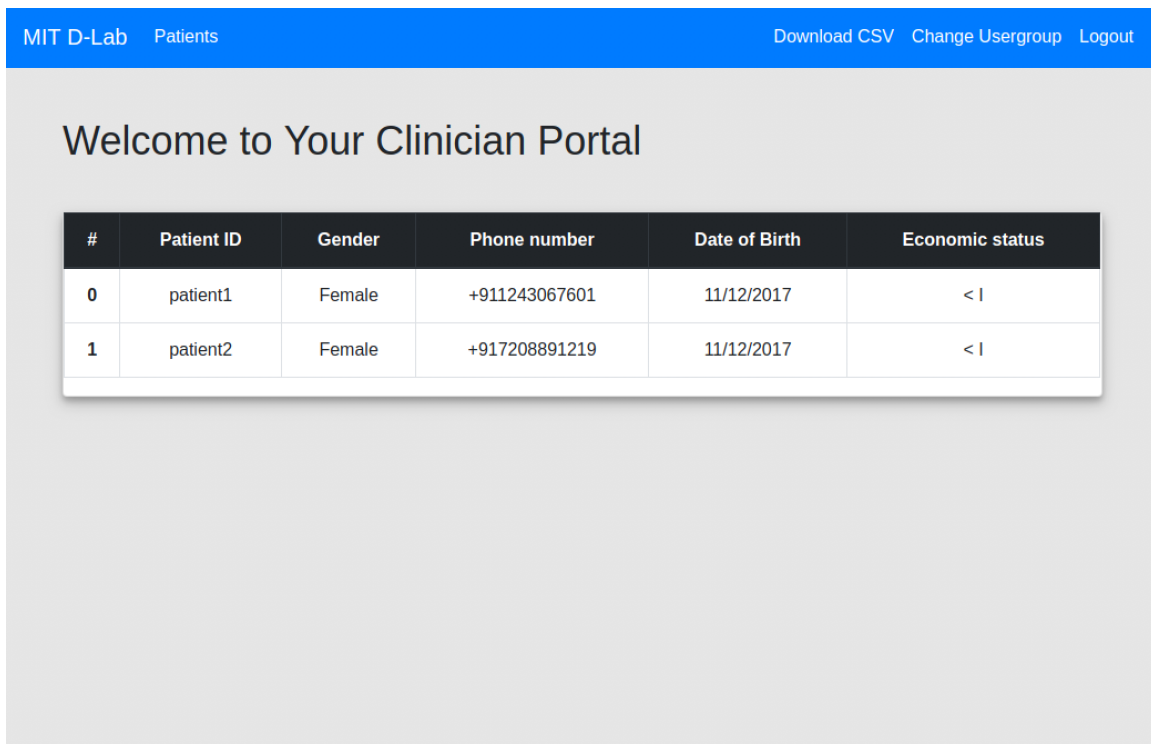 MIT D-Lab Patients Download CSV Change Usergroup Logout
Welcome to Your Clinician Portal
# Patient ID Gender Phone number Date of Birth Economic status
0 patient1 Female +911243067601 11/12/2017 < I
1 patient2 Female +917208891219 11/12/2017 < I